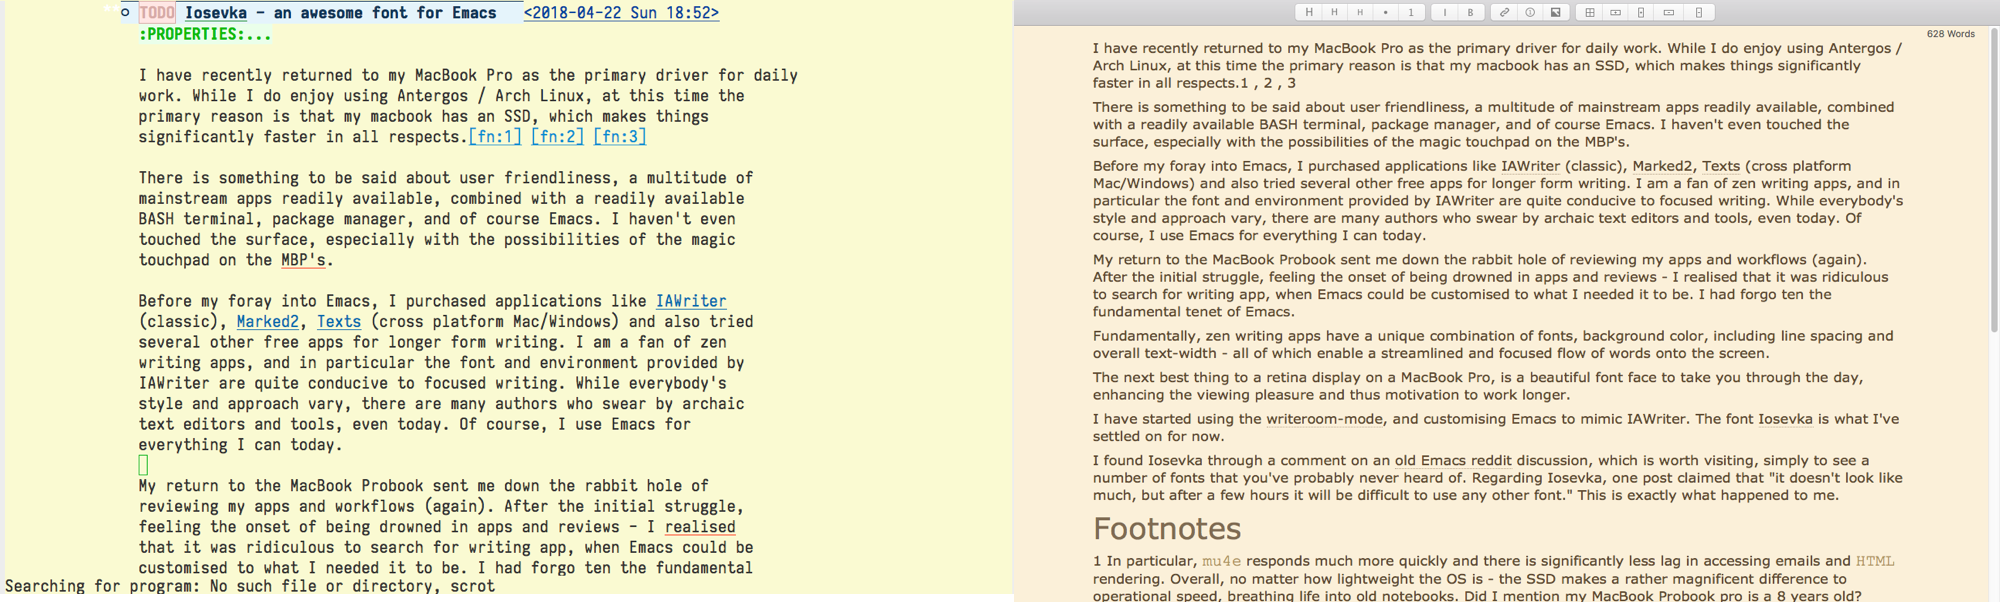 TODO Iosevka - an awesome font for Emacs <2018-04-22 Sun 18:52>
:PROPERTIES:...
I have recently returned to my MacBook Pro as the primary driver for daily
work. While I do enjoy using Antergos / Arch Linux, at this time the
primary reason is that my macbook has an SSD, which makes things
significantly faster in all respects.[fn:1] [fn:2] [fn:3]
There is something to be said about user friendliness, a multitude of
mainstream apps readily available, combined with a readily available
BASH terminal, package manager, and of course Emacs. I haven't even
touched the surface, especially with the possibilities of the magic
touchpad on the MBP's.
Before my foray into Emacs, I purchased applications like IAWriter
(classic), Marked2, Texts (cross platform Mac/Windows) and also tried
several other free apps for longer form writing. I am a fan of zen
writing apps, and in particular the font and environment provided by
IAWriter are quite conducive to focused writing. While everybody's
style and approach vary, there are many authors who swear by archaic
text editors and tools, even today. Of course, I use Emacs for
everything I can today.
My return to the MacBook Probook sent me down the rabbit hole of
reviewing my apps and workflows (again). After the initial struggle,
feeling the onset of being drowned in apps and reviews - I realised
that it was ridiculous to search for writing app, when Emacs could be
customised to what I needed it to be. I had forgo ten the fundamental
Searching for program: No such file or directory, scrot
H H H • 1 I B
628 Words
I have recently returned to my MacBook Pro as the primary driver for daily work. While I do enjoy using Antergos /
Arch Linux, at this time the primary reason is that my macbook has an SSD, which makes things significantly
faster in all respects.1 , 2 , 3
There is something to be said about user friendliness, a multitude of mainstream apps readily available, combined
with a readily available BASH terminal, package manager, and of course Emacs. I haven't even touched the
surface, especially with the possibilities of the magic touchpad on the MBP's.
Before my foray into Emacs, I purchased applications like IAWriter (classic), Marked2, Texts (cross platform
Mac/Windows) and also tried several other free apps for longer form writing. I am a fan of zen writing apps, and in
particular the font and environment provided by IAWriter are quite conducive to focused writing. While everybody's
style and approach vary, there are many authors who swear by archaic text editors and tools, even today. Of
course, I use Emacs for everything I can today.
My return to the MacBook Probook sent me down the rabbit hole of reviewing my apps and workflows (again).
After the initial struggle, feeling the onset of being drowned in apps and reviews - I realised that it was ridiculous
to search for writing app, when Emacs could be customised to what I needed it to be. I had forgo ten the
fundamental tenet of Emacs.
Fundamentally, zen writing apps have a unique combination of fonts, background color, including line spacing and
overall text-width - all of which enable a streamlined and focused flow of words onto the screen.
The next best thing to a retina display on a MacBook Pro, is a beautiful font face to take you through the day,
enhancing the viewing pleasure and thus motivation to work longer.
I have started using the writeroom-mode, and customising Emacs to mimic IAWriter. The font Iosevka is what I've
settled on for now.
I found Iosevka through a comment on an old Emacs reddit discussion, which is worth visiting, simply to see a
number of fonts that you've probably never heard of. Regarding Iosevka, one post claimed that "it doesn't look like
much, but after a few hours it will be difficult to use any other font." This is exactly what happened to me.
Footnotes
1 In particular, mu4e responds much more quickly and there is significantly less lag in accessing emails and HTML
rendering. Overall, no matter how lightweight the OS is - the SSD makes a rather magnificent difference to
operational speed, breathing life into old notebooks. Did I mention my MacBook Probook pro is a 8 years old?